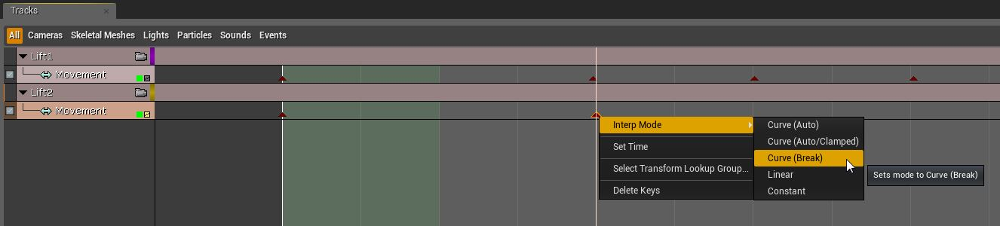 Tracks
All Cameras Skeletal Meshes Lights Particles Sounds Events
Lift1
Movement
Lift2
Movement
Interp Mode
Set Time
Select Transform Lookup Group...
Delete Keys
Curve (Auto)
Curve (Auto/Clamped)
Curve (Break)
Linear
Constant
Sets mode to Curve (Break)